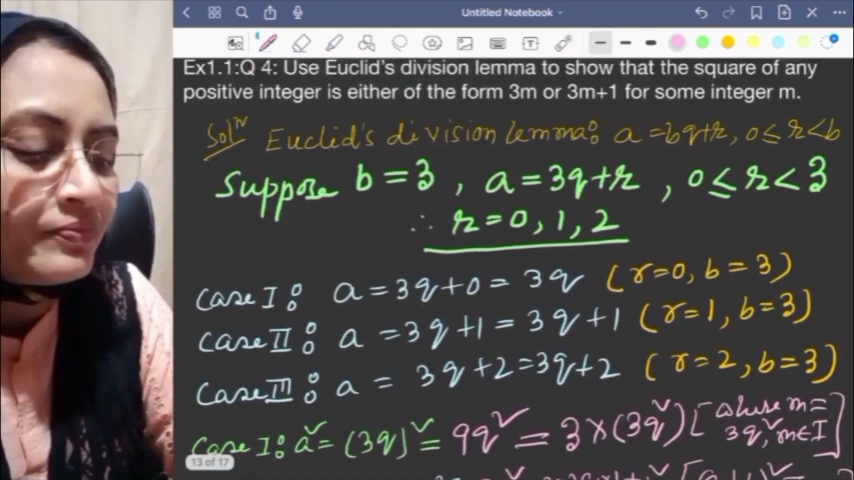 Untitled Notebook
Ex1.1:Q 4: Use Euclid's division lemma to show that the square of any
positive integer is either of the form 3m or 3m+1 for some integer m.
Solⁿ Euclid's division lemma: a = bq+r, 0 ≤ r < b
Suppose b = 3 , a = 3q+r , 0 ≤ r < 3
∴ r = 0, 1, 2
Case I: a = 3q+0 = 3q (r=0, b=3)
Case II: a = 3q+1 = 3q+1 (r=1, b=3)
Case III: a = 3q+2 = 3q+2 (r=2, b=3)
Case I: a² = (3q)² = 9q² = 3×(3q²) [where m = 3q², m∈I]
13 of 17